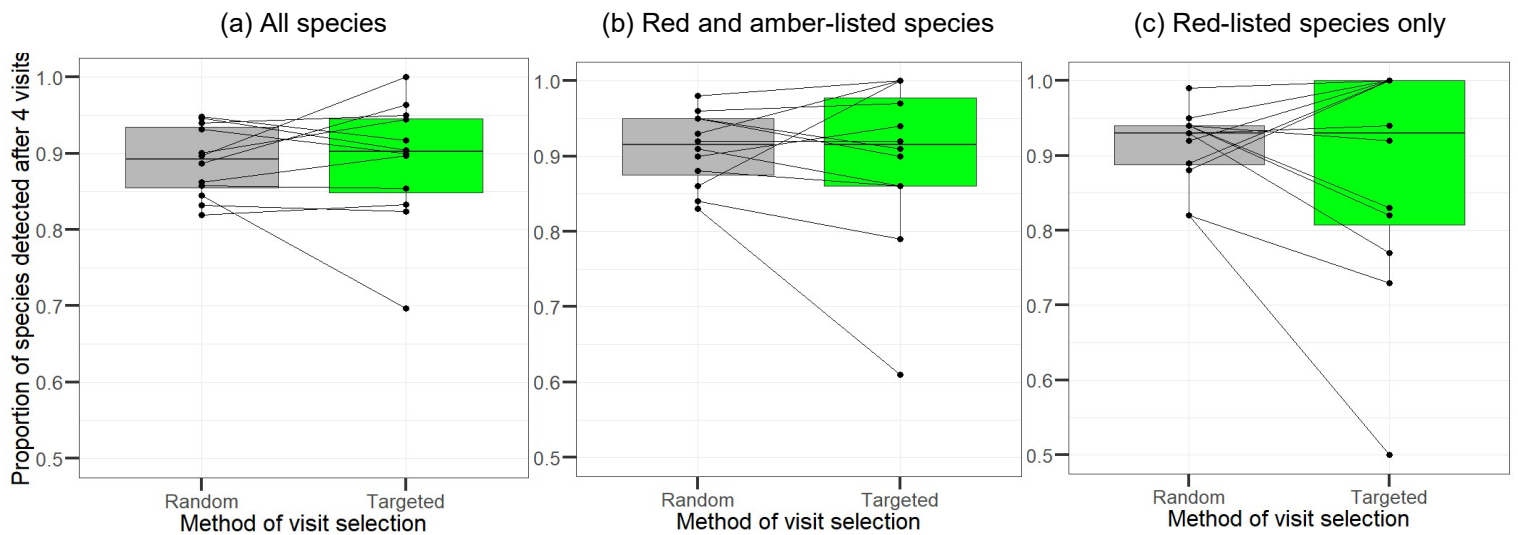 (a) All species
(b) Red and amber-listed species
(c) Red-listed species only
Proportion of species detected after 4 visits
1.0
0.9
0.8
0.7
0.6
0.5
Random
Targeted
Method of visit selection
1.0
0.9
0.8
0.7
0.6
0.5
Random
Targeted
Method of visit selection
1.0
0.9
0.8
0.7
0.6
0.5
Random
Targeted
Method of visit selection